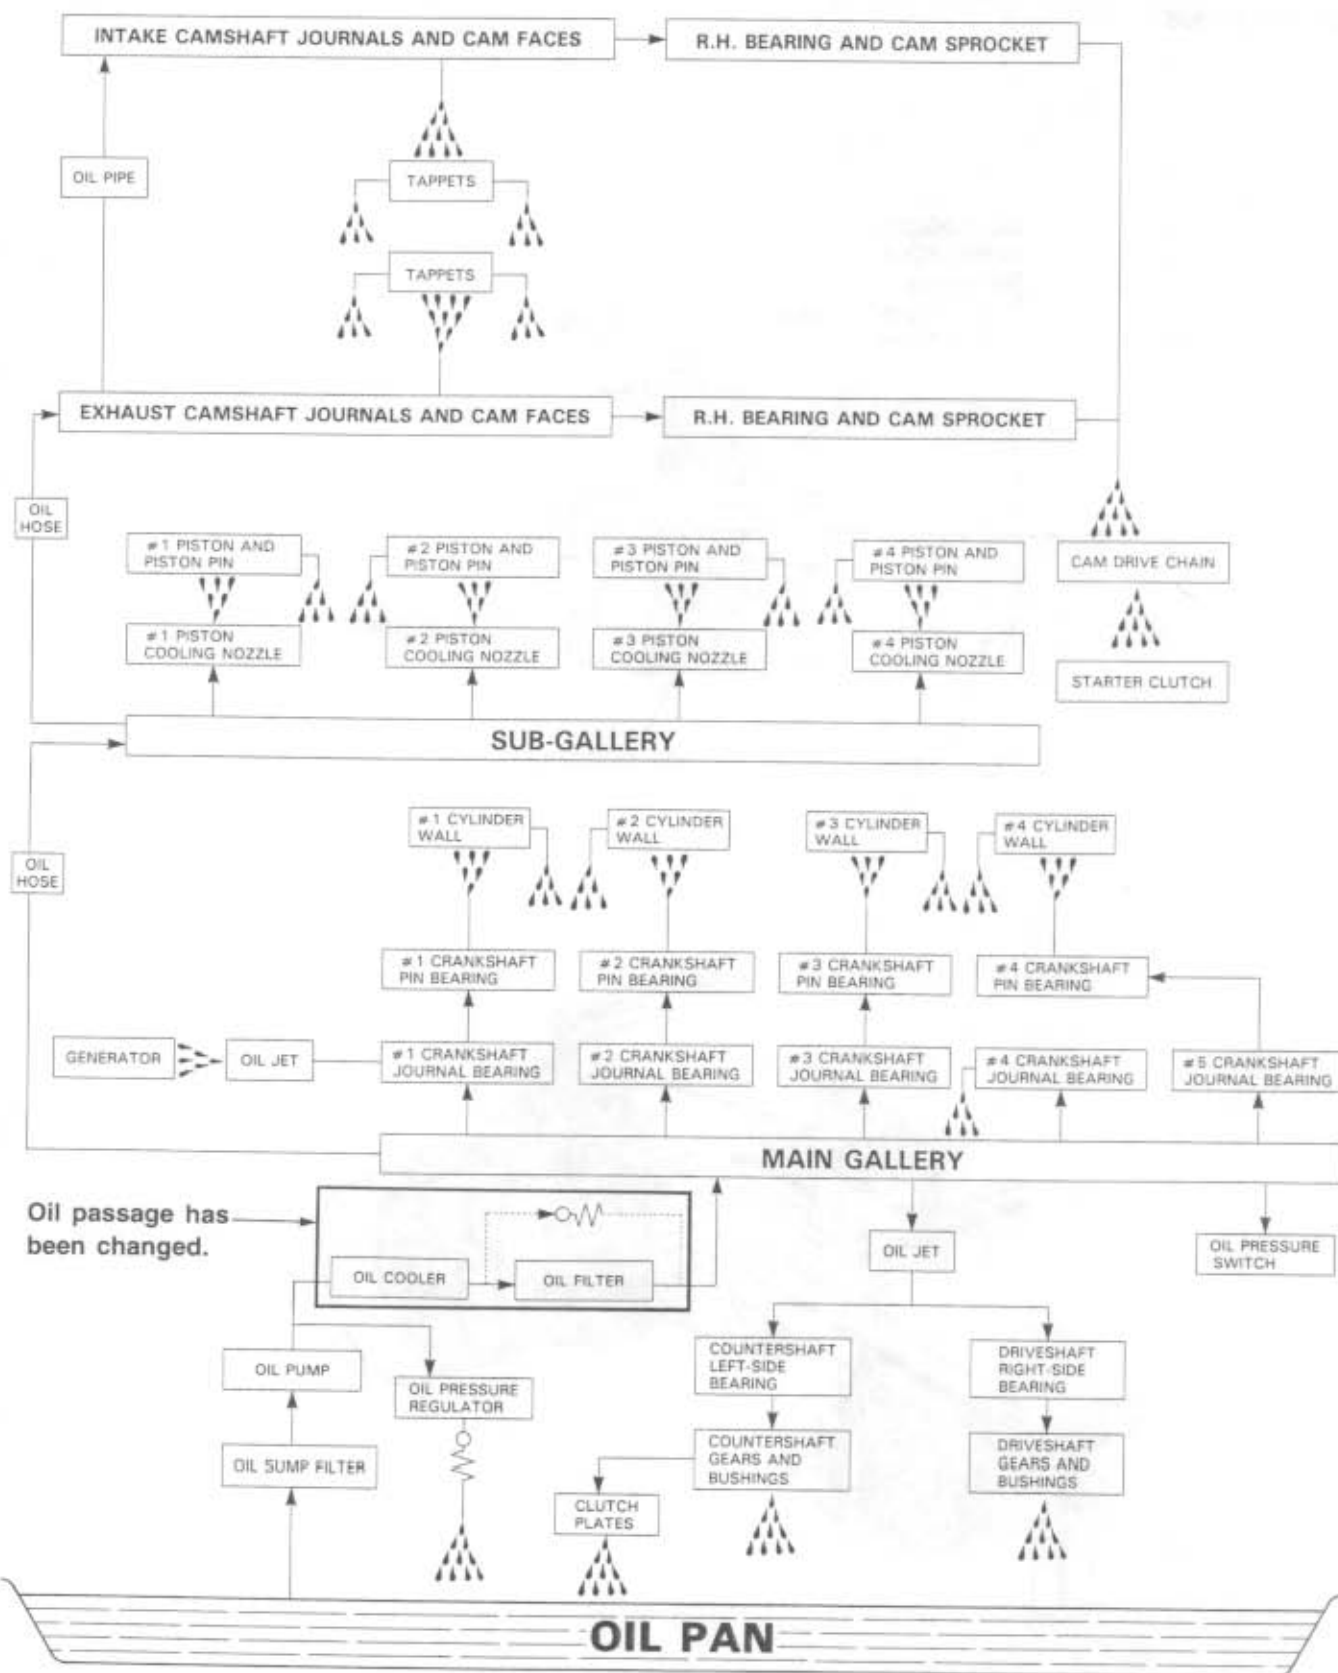 INTAKE CAMSHAFT JOURNALS AND CAM FACES
R.H. BEARING AND CAM SPROCKET
OIL PIPE
TAPPETS
TAPPETS
EXHAUST CAMSHAFT JOURNALS AND CAM FACES
R.H. BEARING AND CAM SPROCKET
OIL
HOSE
#1 PISTON AND
PISTON PIN
#2 PISTON AND
PISTON PIN
#3 PISTON AND
PISTON PIN
#4 PISTON AND
PISTON PIN
CAM DRIVE CHAIN
#1 PISTON
COOLING NOZZLE
#2 PISTON
COOLING NOZZLE
#3 PISTON
COOLING NOZZLE
#4 PISTON
COOLING NOZZLE
STARTER CLUTCH
SUB-GALLERY
#1 CYLINDER
WALL
#2 CYLINDER
WALL
#3 CYLINDER
WALL
#4 CYLINDER
WALL
OIL
HOSE
#1 CRANKSHAFT
PIN BEARING
#2 CRANKSHAFT
PIN BEARING
#3 CRANKSHAFT
PIN BEARING
#4 CRANKSHAFT
PIN BEARING
GENERATOR
OIL JET
#1 CRANKSHAFT
JOURNAL BEARING
#2 CRANKSHAFT
JOURNAL BEARING
#3 CRANKSHAFT
JOURNAL BEARING
#4 CRANKSHAFT
JOURNAL BEARING
#5 CRANKSHAFT
JOURNAL BEARING
MAIN GALLERY
Oil passage has
been changed.
OIL COOLER
OIL FILTER
OIL JET
OIL PRESSURE
SWITCH
OIL PUMP
OIL PRESSURE
REGULATOR
COUNTERSHAFT
LEFT-SIDE
BEARING
DRIVESHAFT
RIGHT-SIDE
BEARING
OIL SUMP FILTER
COUNTERSHAFT
GEARS AND
BUSHINGS
DRIVESHAFT
GEARS AND
BUSHINGS
CLUTCH
PLATES
OIL PAN